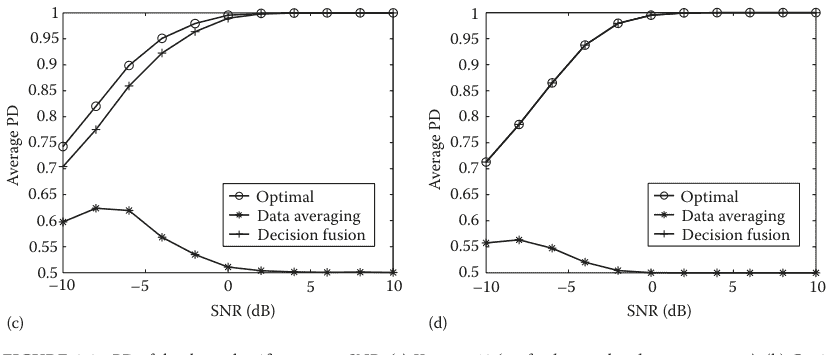 1
0.95
0.9
0.85
0.8
0.75
0.7
0.65
0.6
0.55
0.5
Average PD
Optimal
Data averaging
Decision fusion
−10 −5 0 5 10
SNR (dB)
(c)
1
0.95
0.9
0.85
0.8
0.75
0.7
0.65
0.6
0.55
0.5
Average PD
Optimal
Data averaging
Decision fusion
−10 −5 0 5 10
SNR (dB)
(d)